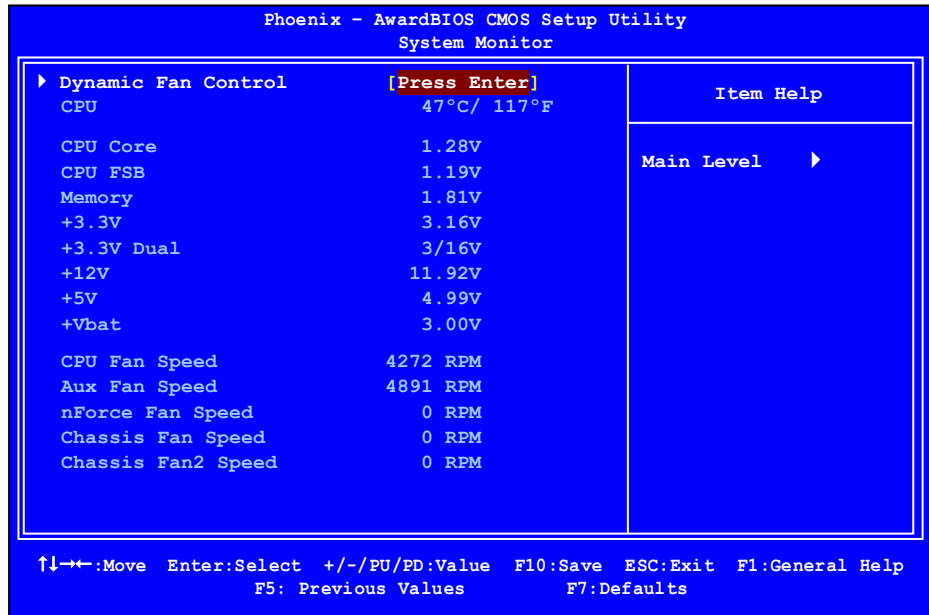 Phoenix - AwardBIOS CMOS Setup Utility
System Monitor
Dynamic Fan Control [Press Enter]
CPU 47°C/ 117°F
CPU Core 1.28V
CPU FSB 1.19V
Memory 1.81V
+3.3V 3.16V
+3.3V Dual 3/16V
+12V 11.92V
+5V 4.99V
+Vbat 3.00V
CPU Fan Speed 4272 RPM
Aux Fan Speed 4891 RPM
nForce Fan Speed 0 RPM
Chassis Fan Speed 0 RPM
Chassis Fan2 Speed 0 RPM
Item Help
Main Level
↑↓→←:Move Enter:Select +/-/PU/PD:Value F10:Save ESC:Exit F1:General Help
F5: Previous Values F7:Defaults